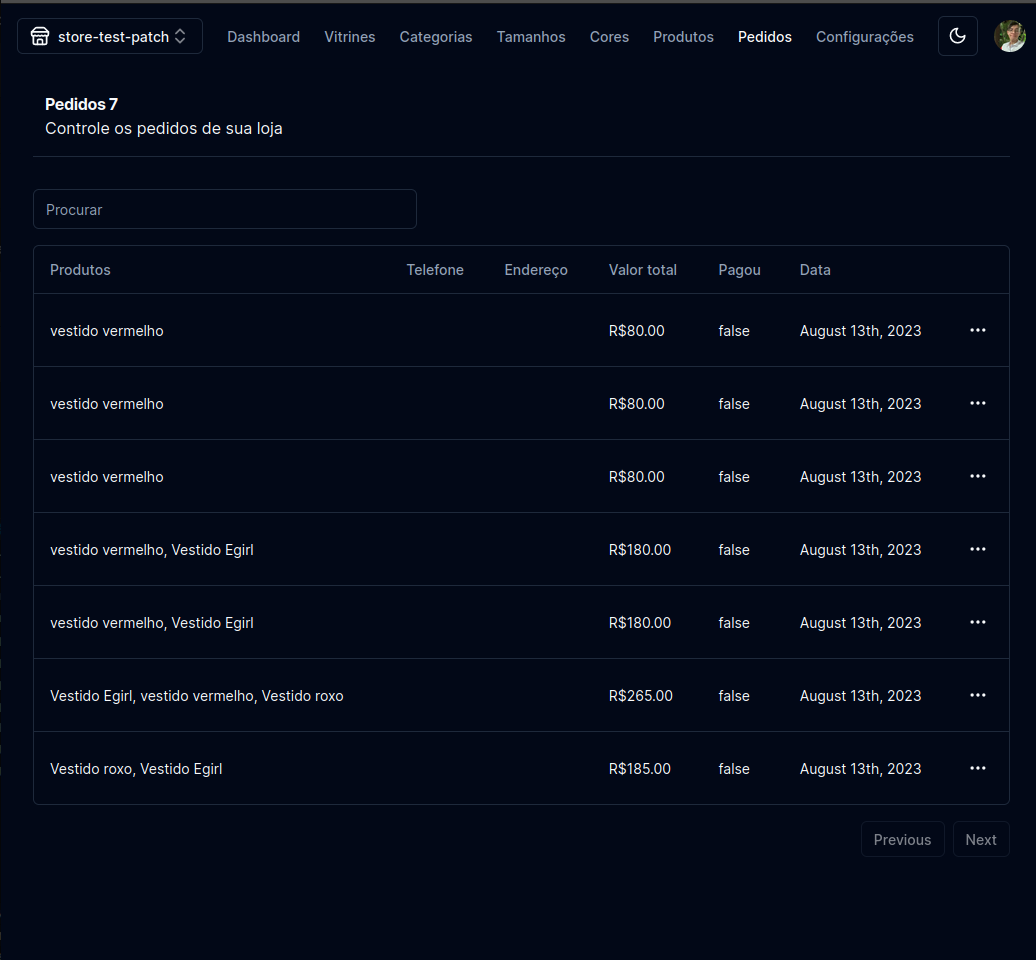 store-test-patch Dashboard Vitrines Categorias Tamanhos Cores Produtos Pedidos Configurações
Pedidos 7
Controle os pedidos de sua loja
Procurar
Produtos Telefone Endereço Valor total Pagou Data
vestido vermelho R$80.00 false August 13th, 2023
vestido vermelho R$80.00 false August 13th, 2023
vestido vermelho R$80.00 false August 13th, 2023
vestido vermelho, Vestido Egirl R$180.00 false August 13th, 2023
vestido vermelho, Vestido Egirl R$180.00 false August 13th, 2023
Vestido Egirl, vestido vermelho, Vestido roxo R$265.00 false August 13th, 2023
Vestido roxo, Vestido Egirl R$185.00 false August 13th, 2023
Previous Next